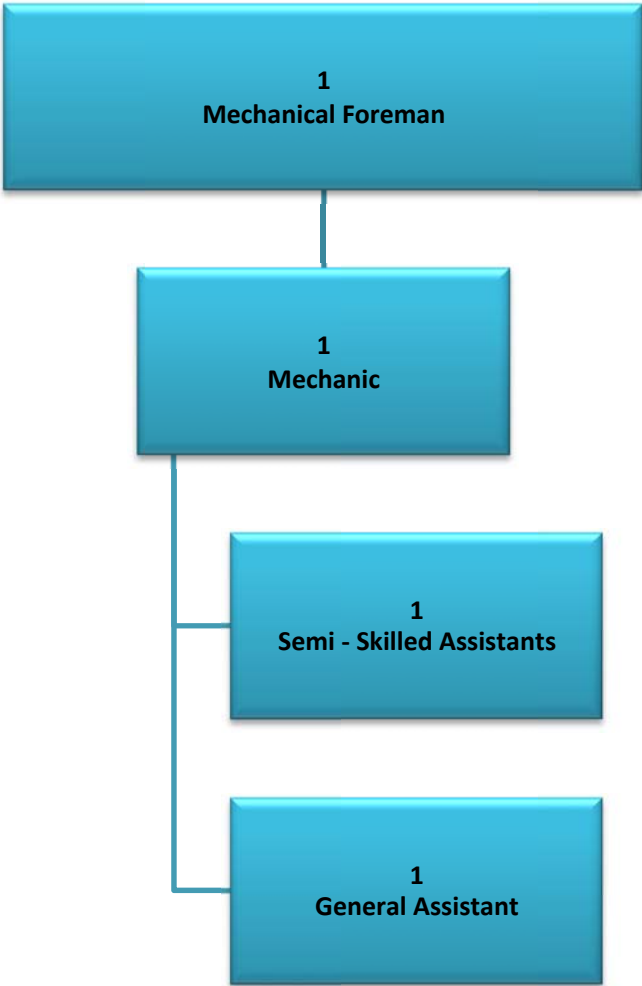 1
Mechanical Foreman
1
Mechanic
1
Semi - Skilled Assistants
1
General Assistant